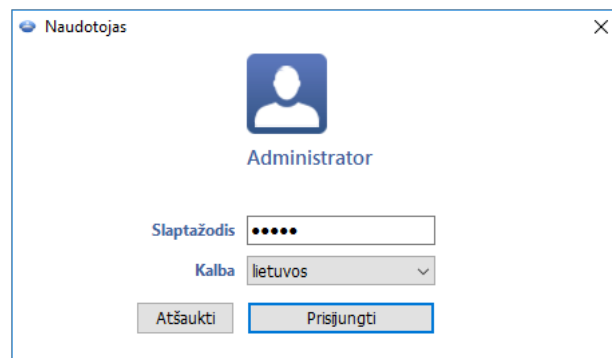 Naudotojas
Administrator
Slaptažodis •••••
Kalba lietuvos
Atšaukti Prisijungti